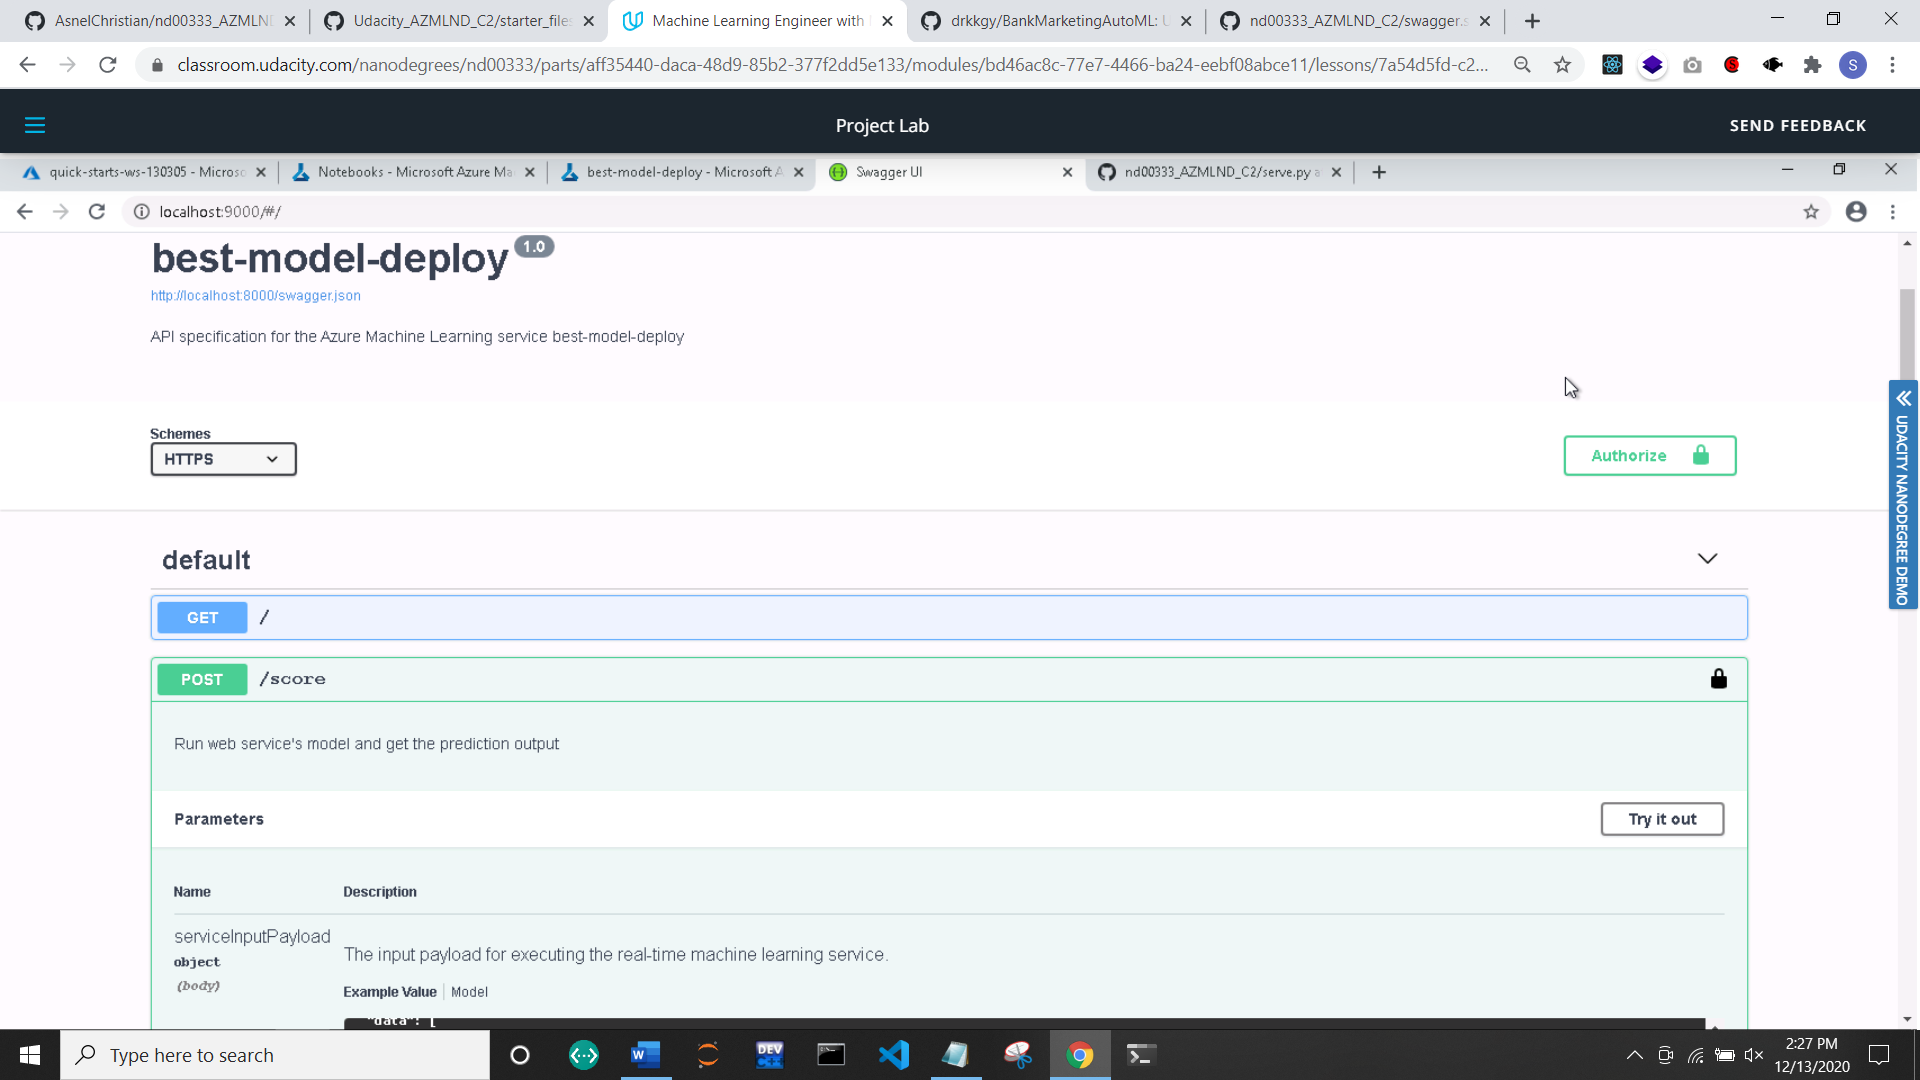 AsnelChristian/nd00333_AZMLND
Udacity_AZMLND_C2/starter_files
Machine Learning Engineer with
drkkgy/BankMarketingAutoML: U
nd00333_AZMLND_C2/swagger.s
classroom.udacity.com/nanodegrees/nd00333/parts/aff35440-daca-48d9-85b2-377f2dd5e133/modules/bd46ac8c-77e7-4466-ba24-eebf08abce11/lessons/7a54d5fd-c2...
S
Project Lab
SEND FEEDBACK
quick-starts-ws-130305 - Microso
Notebooks - Microsoft Azure Ma
best-model-deploy - Microsoft A
Swagger UI
nd00333_AZMLND_C2/serve.py a
localhost:9000/#/
best-model-deploy 1.0
http://localhost:8000/swagger.json
API specification for the Azure Machine Learning service best-model-deploy
Schemes
HTTPS
Authorize
UDACITY NANODEGREE DEMO
default
GET /
POST /score
Run web service's model and get the prediction output
Parameters
Try it out
Name Description
serviceInputPayload
object
(body)
The input payload for executing the real-time machine learning service.
Example Value Model
"data": [
Type here to search
DEV
C++
2:27 PM
12/13/2020